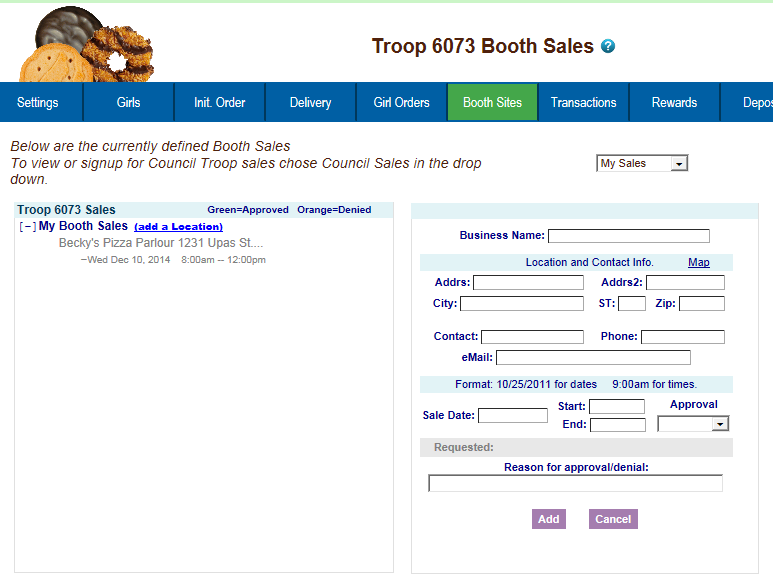 Troop 6073 Booth Sales ?
Settings Girls Init. Order Delivery Girl Orders Booth Sites Transactions Rewards Depos
Below are the currently defined Booth Sales
To view or signup for Council Troop sales chose Council Sales in the drop
down.
My Sales
Troop 6073 Sales Green=Approved Orange=Denied
[-]My Booth Sales (add a Location)
Becky's Pizza Parlour 1231 Upas St....
~Wed Dec 10, 2014 8:00am -- 12:00pm
Business Name:
Location and Contact Info. Map
Addrs: Addrs2:
City: ST: Zip:
Contact: Phone:
eMail:
Format: 10/25/2011 for dates 9:00am for times.
Sale Date: Start: Approval
End:
Requested:
Reason for approval/denial:
Add Cancel